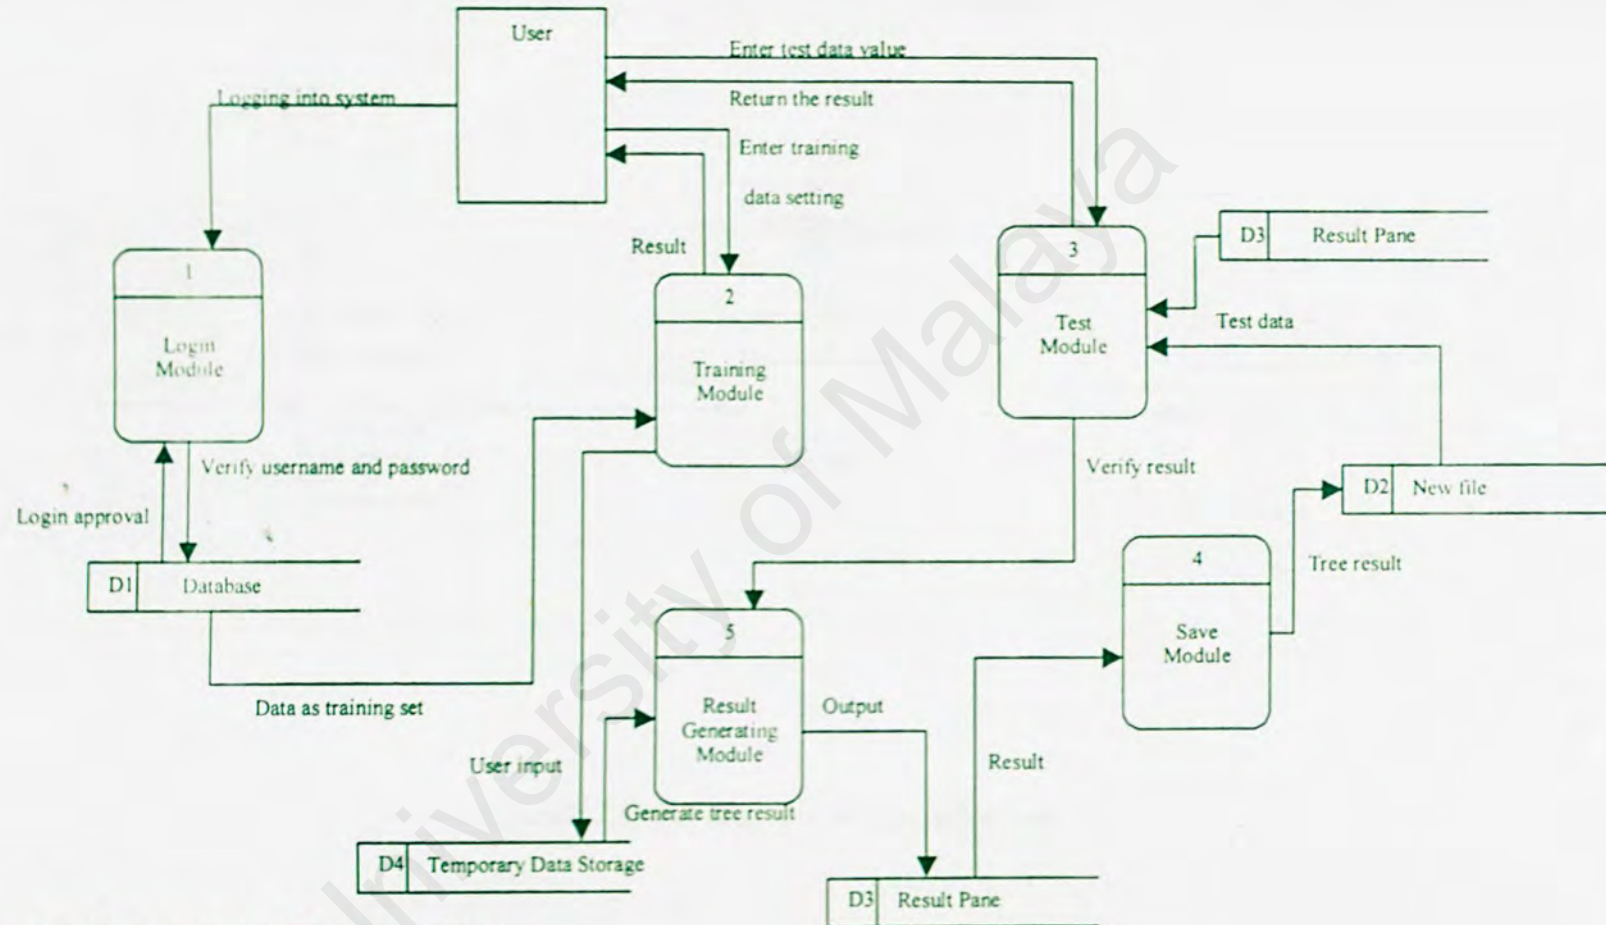 User
Enter test data value
Logging into system
Return the result
Enter training
data setting
Result
1
Login
Module
2
Training
Module
3
Test
Module
D3
Result Pane
Test data
Verify username and password
Login approval
D1
Database
Data as training set
Verify result
D2
New file
Tree result
4
Save
Module
5
Result
Generating
Module
Output
Result
User input
Generate tree result
D4
Temporary Data Storage
D3
Result Pane
University of Malaya